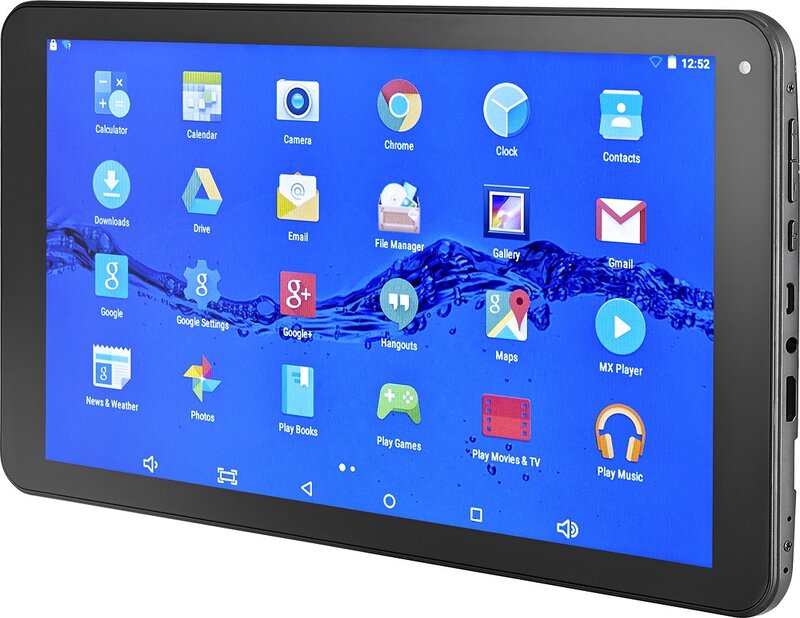 12:52
Calculator
Calendar
Camera
Chrome
Clock
Contacts
Downloads
Drive
@
Email
File Manager
Gallery
Gmail
g
g
g+
g
Google
Google Settings
Google+
Hangouts
Maps
MX Player
g
News & Weather
Photos
Play Books
Play Games
Play Movies & TV
Play Music